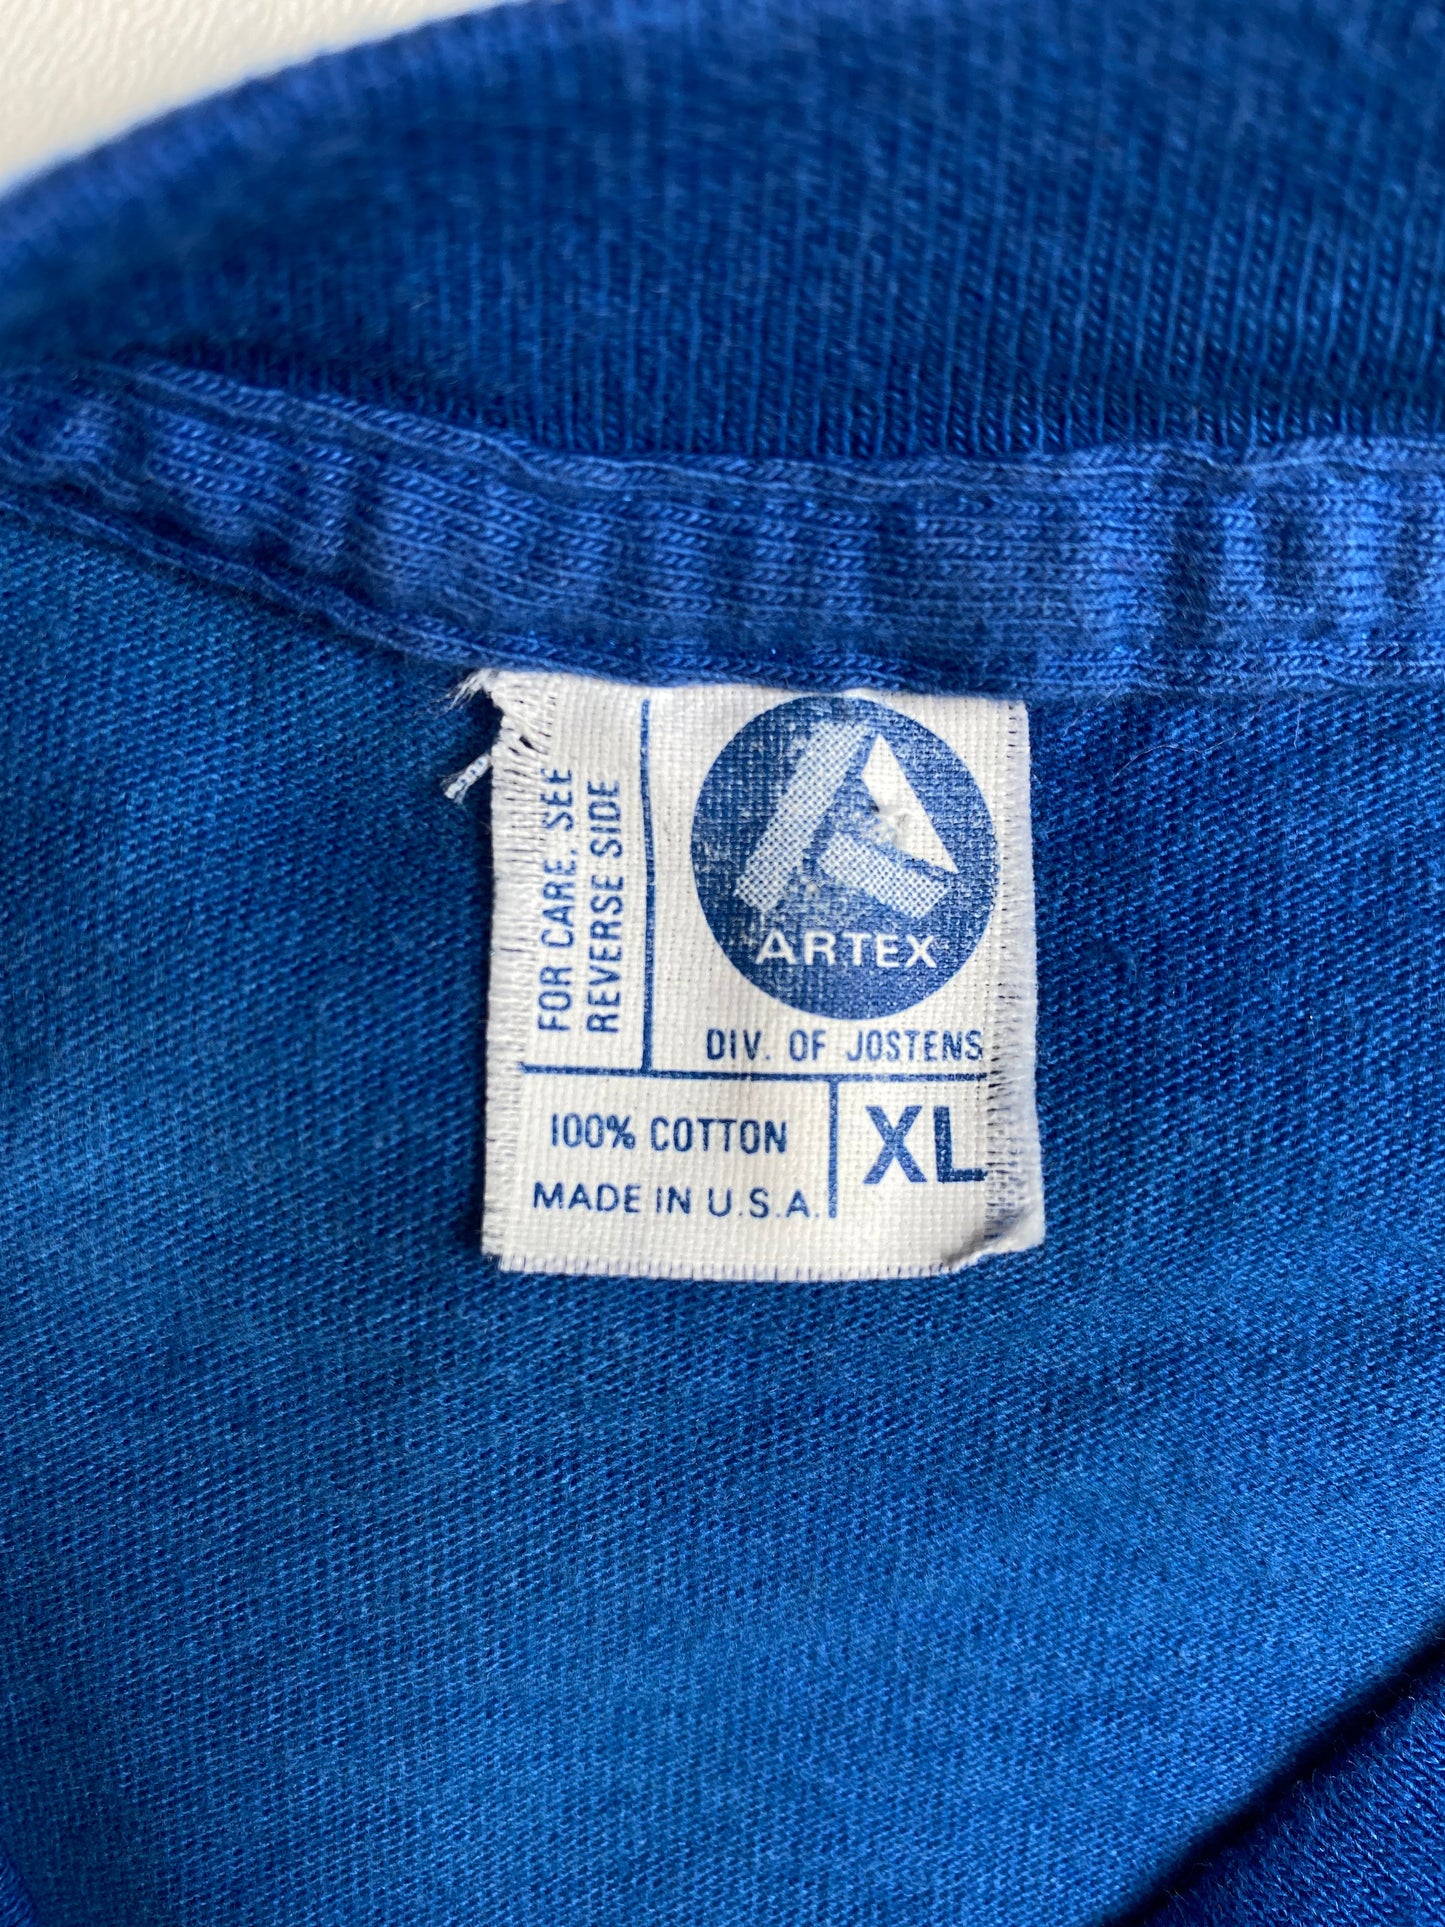 FOR CARE, SEE
REVERSE SIDE
ARTEX
DIV. OF JOSTENS
100% COTTON
MADE IN U.S.A.
XL